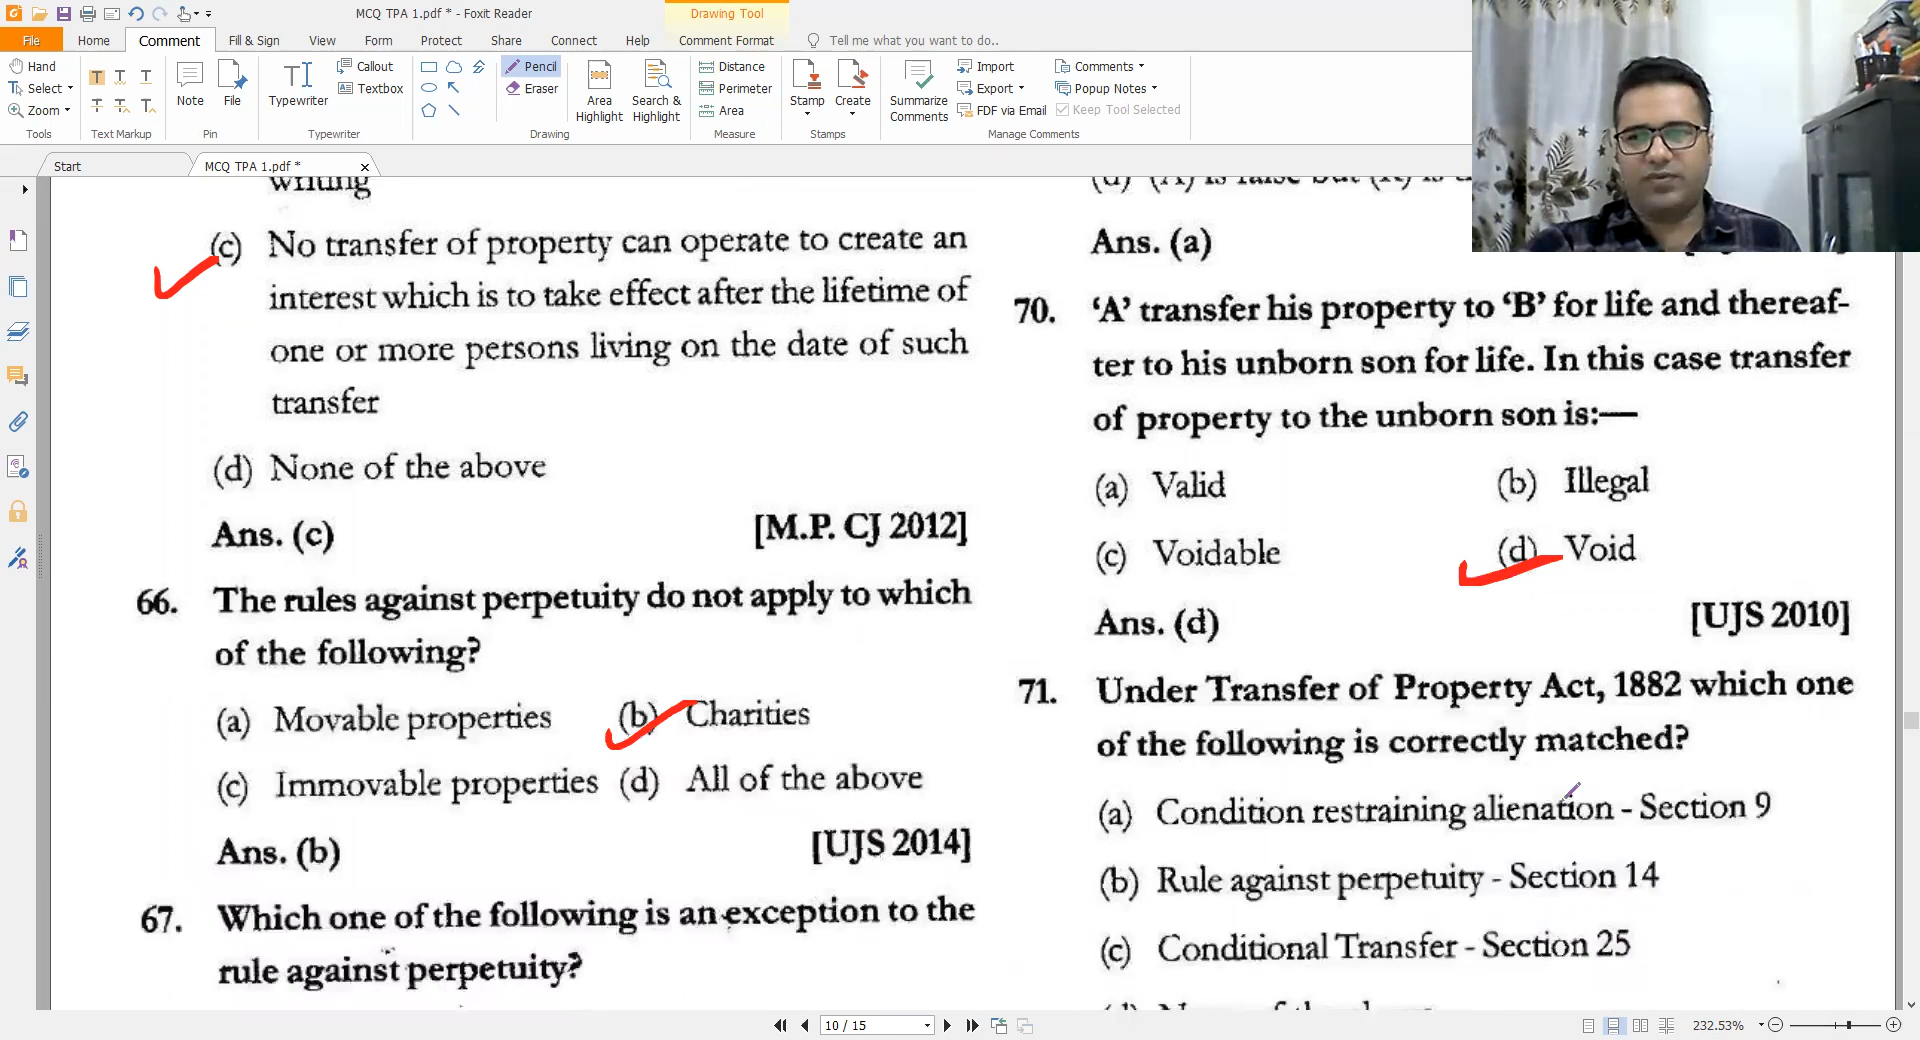 MCQ TPA 1.pdf * - Foxit Reader
Drawing Tool
File
Home
Comment
Fill & Sign
View
Form
Protect
Share
Connect
Help
Comment Format
Tell me what you want to do..
Hand
Select
Zoom
Tools
Text Markup
Note
File
Pin
Typewriter
Callout
Textbox
Typewriter
Pencil
Eraser
Area
Highlight
Search &
Highlight
Drawing
Distance
Perimeter
Area
Measure
Stamp
Create
Stamps
Summarize
Comments
Import
Export
FDF via Email
Comments
Popup Notes
Keep Tool Selected
Manage Comments
Start
MCQ TPA 1.pdf *
writing
(c) No transfer of property can operate to create an
interest which is to take effect after the lifetime of
one or more persons living on the date of such
transfer
(d) None of the above
Ans. (c) [M.P. CJ 2012]
66. The rules against perpetuity do not apply to which
of the following?
(a) Movable properties (b) Charities
(c) Immovable properties (d) All of the above
Ans. (b) [UJS 2014]
67. Which one of the following is an exception to the
rule against perpetuity?
(d) (A) is false but (R) is
Ans. (a)
70. ‘A’ transfer his property to ‘B’ for life and thereaf-
ter to his unborn son for life. In this case transfer
of property to the unborn son is:—
(a) Valid (b) Illegal
(c) Voidable (d) Void
Ans. (d) [UJS 2010]
71. Under Transfer of Property Act, 1882 which one
of the following is correctly matched?
(a) Condition restraining alienation - Section 9
(b) Rule against perpetuity - Section 14
(c) Conditional Transfer - Section 25
10 / 15
232.53%